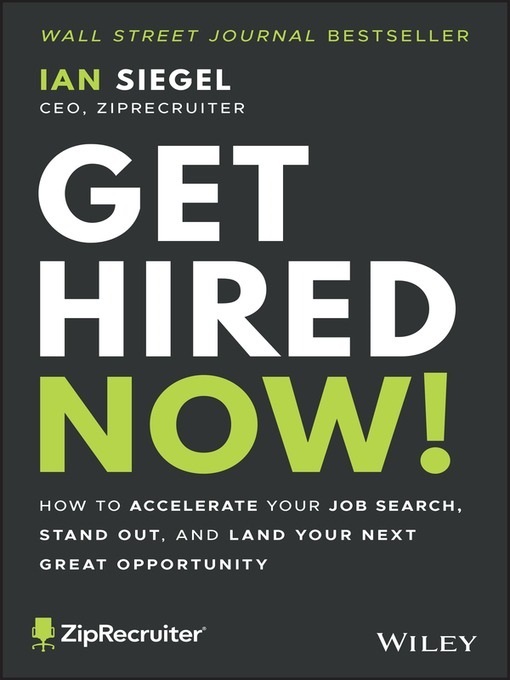 WALL STREET JOURNAL BESTSELLER
IAN SIEGEL
CEO, ZIPRECRUITER
GET
HIRED
NOW!
HOW TO ACCELERATE YOUR JOB SEARCH,
STAND OUT, AND LAND YOUR NEXT
GREAT OPPORTUNITY
ZipRecruiter®
WILEY